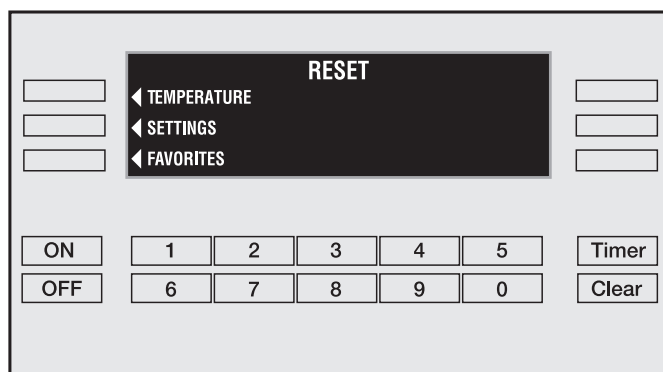 RESET
TEMPERATURE
SETTINGS
FAVORITES
ON 1 2 3 4 5 Timer
OFF 6 7 8 9 0 Clear